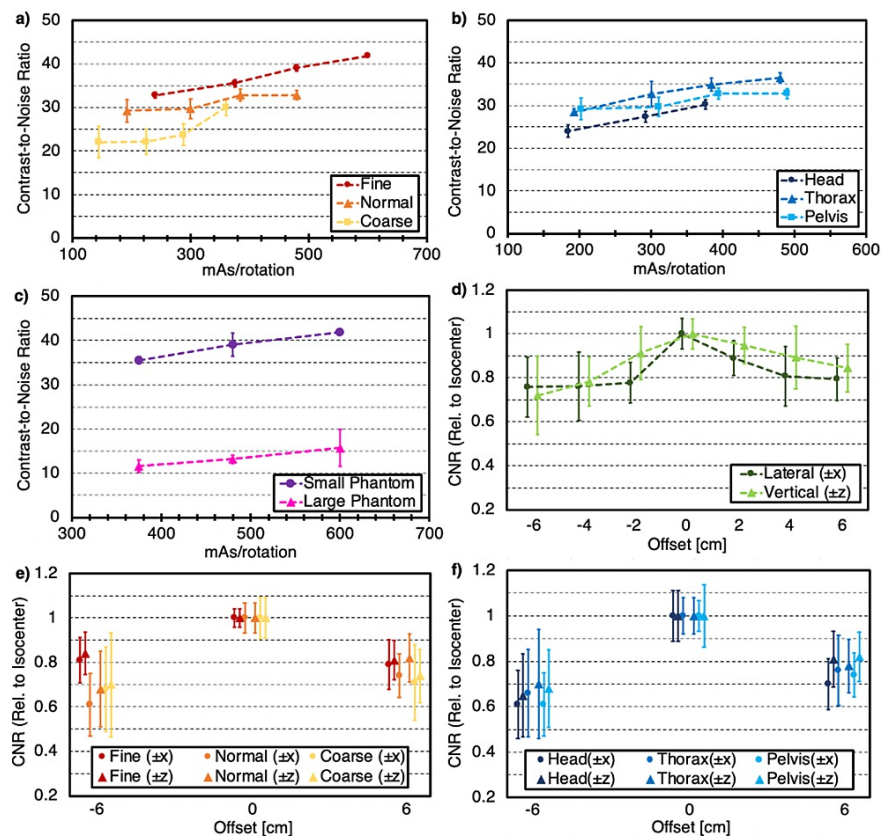 a)
Contrast-to-Noise Ratio
50
40
30
20
10
0
Fine
Normal
Coarse
100
300
500
700
mAs/rotation
b)
Contrast-to-Noise Ratio
50
40
30
20
10
0
Head
Thorax
Pelvis
100
200
300
400
500
600
mAs/rotation
c)
Contrast-to-Noise Ratio
50
40
30
20
10
0
Small Phantom
Large Phantom
300
400
500
600
700
mAs/rotation
d)
CNR (Rel. to Isocenter)
1.2
1
0.8
0.6
0.4
0.2
Lateral (±x)
Vertical (±z)
-6
-4
-2
0
2
4
6
Offset [cm]
e)
CNR (Rel. to Isocenter)
1.2
1
0.8
0.6
0.4
0.2
Fine (±x) Normal (±x) Coarse (±x)
Fine (±z) Normal (±z) Coarse (±z)
-6
0
6
Offset [cm]
f)
CNR (Rel. to Isocenter)
1.2
1
0.8
0.6
0.4
0.2
Head(±x) Thorax(±x) Pelvis(±x)
Head(±z) Thorax(±z) Pelvis(±z)
-6
0
6
Offset [cm]